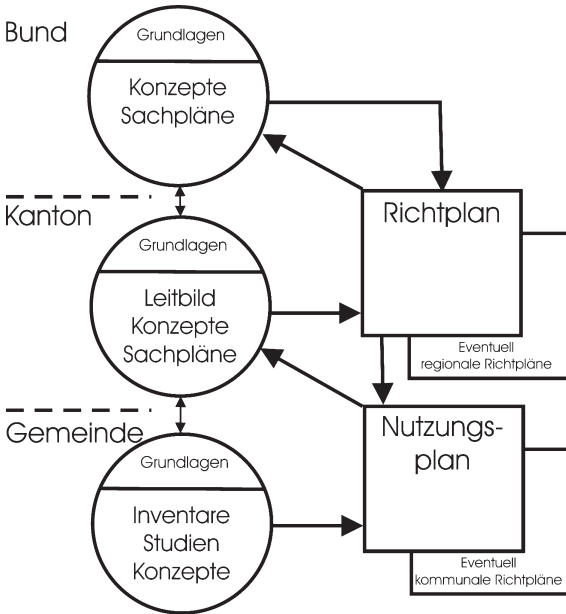 Bund
Grundlagen
Konzepte
Sachpläne
Kanton
Grundlagen
Leitbild
Konzepte
Sachpläne
Richtplan
Eventuell
regionale Richtpläne
Gemeinde
Grundlagen
Inventare
Studien
Konzepte
Nutzungs-
plan
Eventuell
kommunale Richtpläne